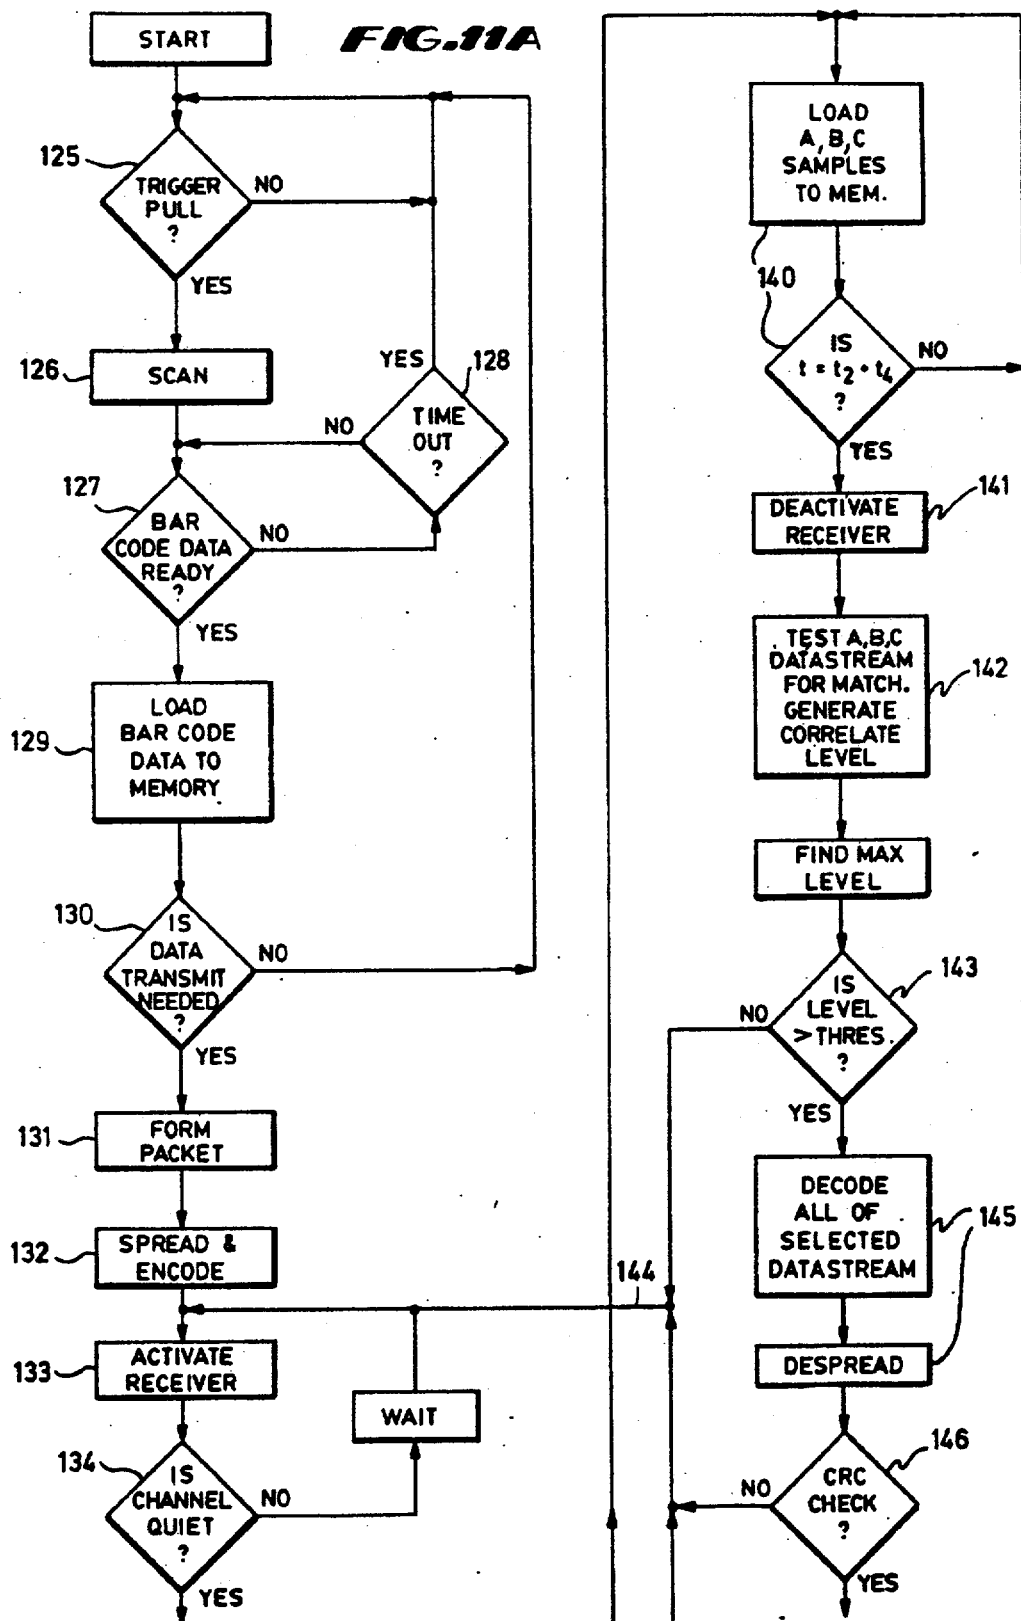 FIG. 11A
START
125
TRIGGER
PULL
?
NO
YES
126
SCAN
YES
128
TIME
OUT
?
NO
127
BAR
CODE DATA
READY
?
NO
YES
129
LOAD
BAR CODE
DATA TO
MEMORY
130
IS
DATA
TRANSMIT
NEEDED
?
NO
YES
131
FORM
PACKET
132
SPREAD &
ENCODE
144
133
ACTIVATE
RECEIVER
WAIT
134
IS
CHANNEL
QUIET
?
NO
YES
LOAD
A, B, C
SAMPLES
TO MEM.
140
IS
t = t2 + t4
?
NO
YES
DEACTIVATE
RECEIVER
141
TEST A, B, C
DATASTREAM
FOR MATCH.
GENERATE
CORRELATE
LEVEL
142
FIND MAX
LEVEL
143
IS
LEVEL
> THRES.
?
NO
YES
DECODE
ALL OF
SELECTED
DATASTREAM
145
DESPREAD
146
CRC
CHECK
?
NO
YES